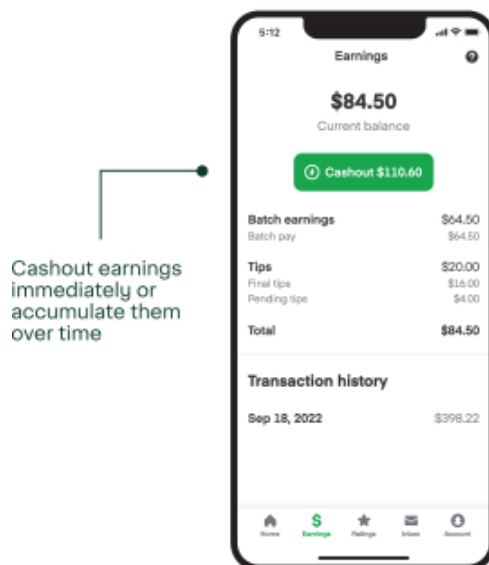 5:12
Earnings
?
$84.50
Current balance
Cashout $110.60
Batch earnings $64.50
Batch pay $64.50
Tips $20.00
Final tips $16.00
Pending tips $4.00
Total $84.50
Transaction history
Sep 18, 2022 $398.22
$
Home Earnings Ratings Inbox Account
Cashout earnings
immediately or
accumulate them
over time